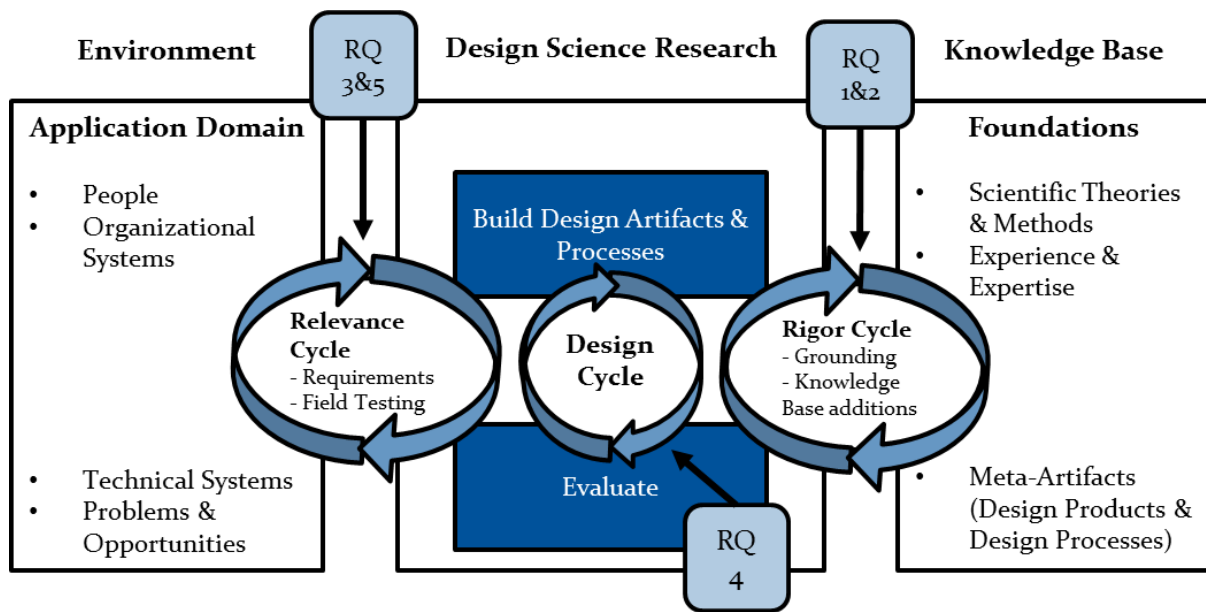 Environment
RQ
3&5
Design Science Research
RQ
1&2
Knowledge Base
Application Domain
• People
• Organizational
Systems
• Technical Systems
• Problems &
Opportunities
Relevance
Cycle
- Requirements
- Field Testing
Build Design Artifacts &
Processes
Design
Cycle
Evaluate
RQ
4
Rigor Cycle
- Grounding
- Knowledge
Base additions
Foundations
• Scientific Theories
& Methods
• Experience &
Expertise
• Meta-Artifacts
(Design Products &
Design Processes)